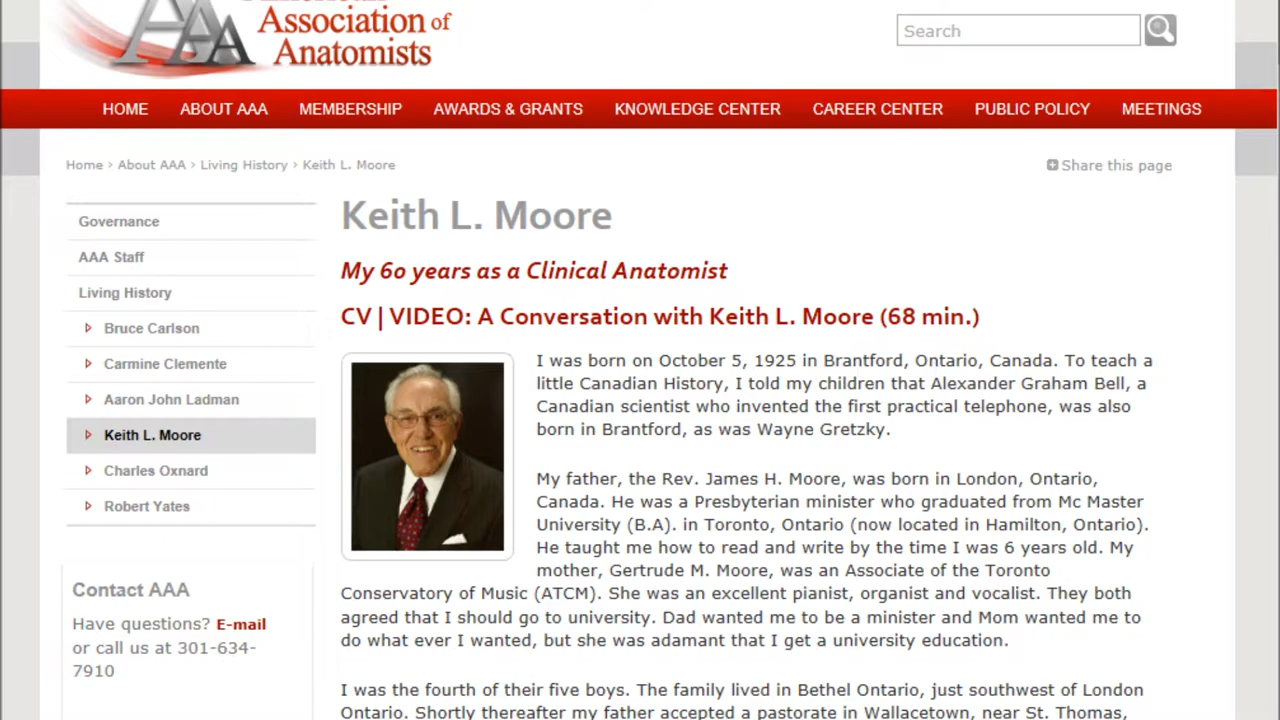 American
Association of
Anatomists
AAA
Search
HOME ABOUT AAA MEMBERSHIP AWARDS & GRANTS KNOWLEDGE CENTER CAREER CENTER PUBLIC POLICY MEETINGS
Home › About AAA › Living History › Keith L. Moore
Share this page
Governance
AAA Staff
Living History
Bruce Carlson
Carmine Clemente
Aaron John Ladman
Keith L. Moore
Charles Oxnard
Robert Yates
Contact AAA
Have questions? E-mail
or call us at 301-634-
7910
Keith L. Moore
My 60 years as a Clinical Anatomist
CV | VIDEO: A Conversation with Keith L. Moore (68 min.)
I was born on October 5, 1925 in Brantford, Ontario, Canada. To teach a
little Canadian History, I told my children that Alexander Graham Bell, a
Canadian scientist who invented the first practical telephone, was also
born in Brantford, as was Wayne Gretzky.
My father, the Rev. James H. Moore, was born in London, Ontario,
Canada. He was a Presbyterian minister who graduated from Mc Master
University (B.A). in Toronto, Ontario (now located in Hamilton, Ontario).
He taught me how to read and write by the time I was 6 years old. My
mother, Gertrude M. Moore, was an Associate of the Toronto
Conservatory of Music (ATCM). She was an excellent pianist, organist and vocalist. They both
agreed that I should go to university. Dad wanted me to be a minister and Mom wanted me to
do what ever I wanted, but she was adamant that I get a university education.
I was the fourth of their five boys. The family lived in Bethel Ontario, just southwest of London
Ontario. Shortly thereafter my father accepted a pastorate in Wallacetown, near St. Thomas,